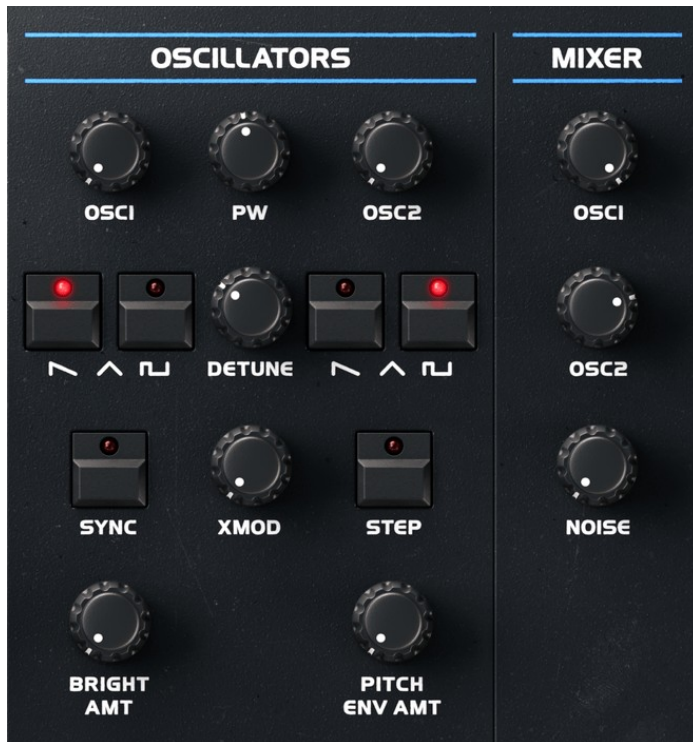 OSCILLATORS
MIXER
OSC1
PW
OSC2
OSC1
DETUNE
OSC2
SYNC
XMOD
STEP
NOISE
BRIGHT
AMT
PITCH
ENV AMT